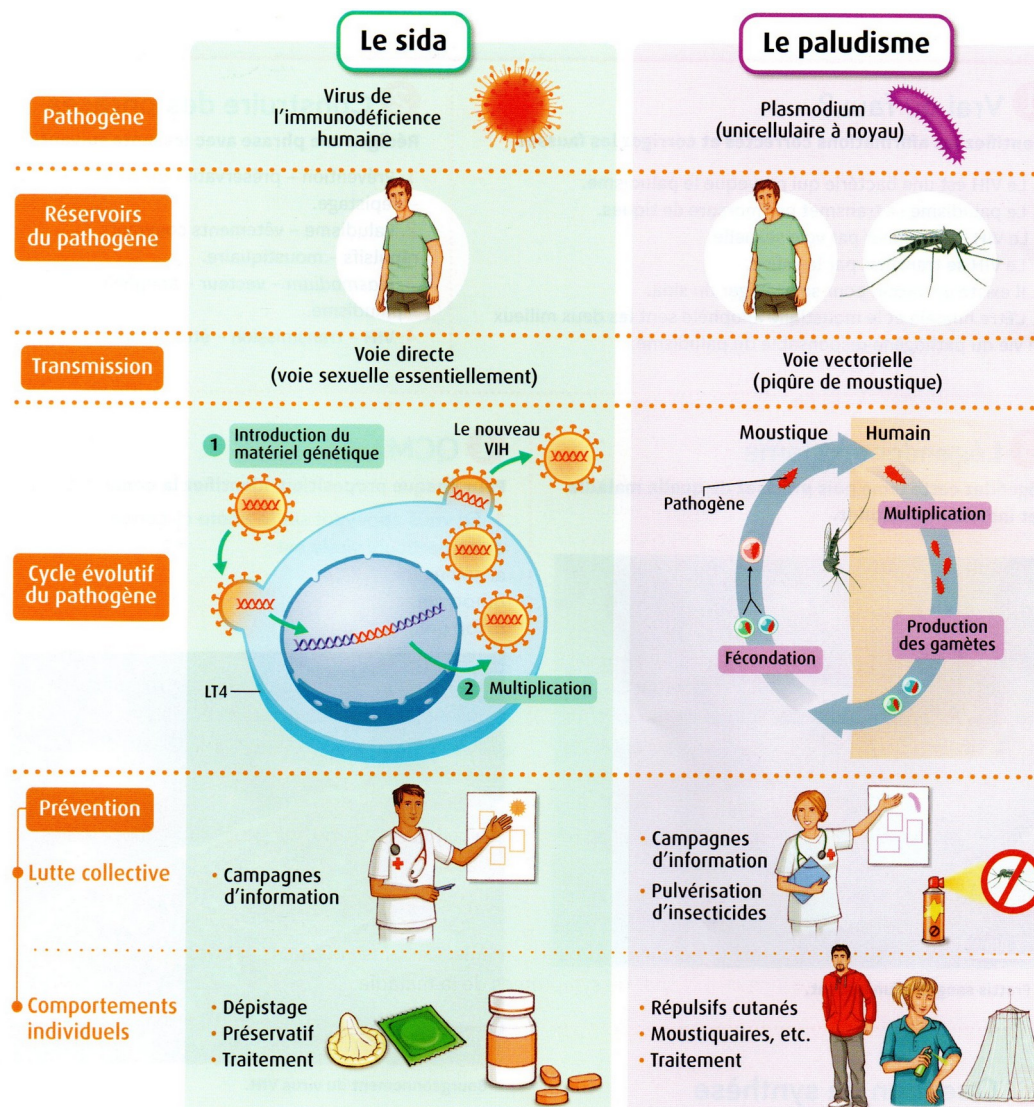 Le sida
Le paludisme
Pathogène
Virus de
l'immunodéficience
humaine
Plasmodium
(unicellulaire à noyau)
Réservoirs
du pathogène
Transmission
Voie directe
(voie sexuelle essentiellement)
Voie vectorielle
(piqûre de moustique)
Cycle évolutif
du pathogène
1 Introduction du
matériel génétique
Le nouveau
VIH
LT4
2 Multiplication
Moustique
Humain
Pathogène
Multiplication
Production
des gamètes
Fécondation
Prévention
• Lutte collective
• Campagnes
d'information
• Campagnes
d'information
• Pulvérisation
d'insecticides
• Comportements
individuels
• Dépistage
• Préservatif
• Traitement
• Répulsifs cutanés
• Moustiquaires, etc.
• Traitement